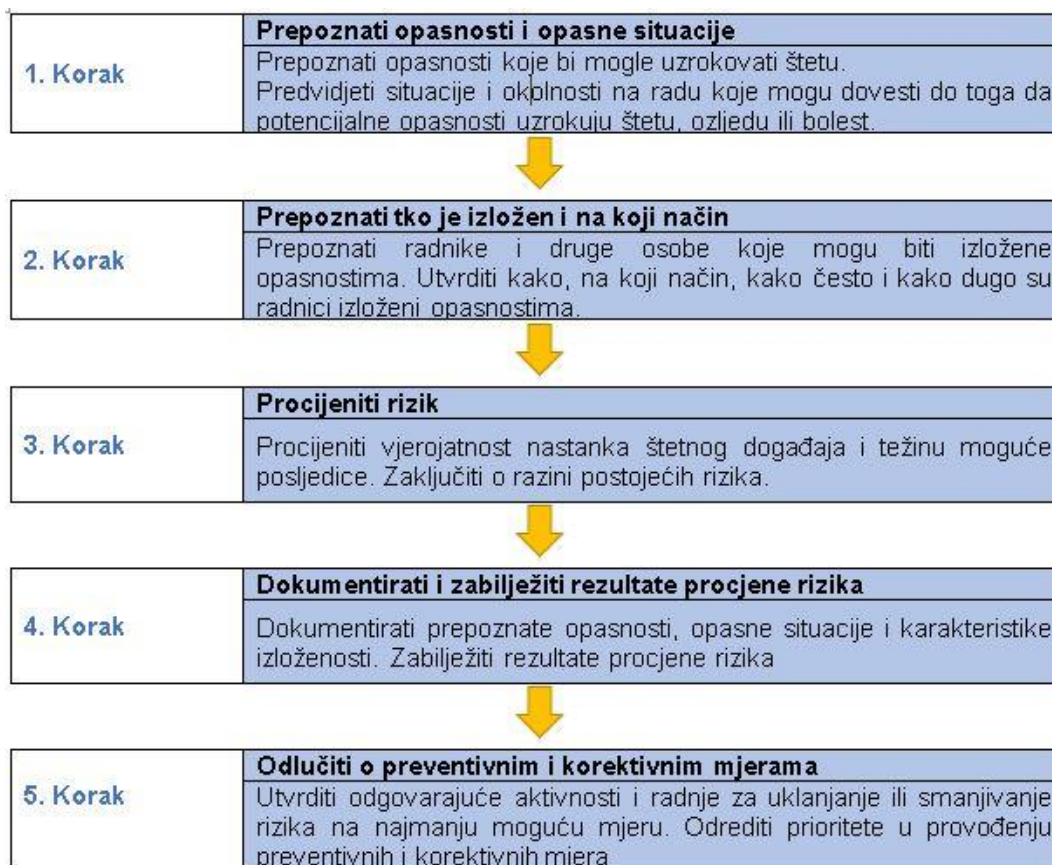 Prepoznati opasnosti i opasne situacije
1. Korak
Prepoznati opasnosti koje bi mogle uzrokovati štetu.
Predvidjeti situacije i okolnosti na radu koje mogu dovesti do toga da
potencijalne opasnosti uzrokuju štetu, ozljedu ili bolest.
Prepoznati tko je izložen i na koji način
2. Korak
Prepoznati radnike i druge osobe koje mogu biti izložene
opasnostima. Utvrditi kako, na koji način, kako često i kako dugo su
radnici izloženi opasnostima.
Procijeniti rizik
3. Korak
Procijeniti vjerojatnost nastanka štetnog događaja i težinu moguće
posljedice. Zaključiti o razini postojećih rizika.
Dokumentirati i zabilježiti rezultate procjene rizika
4. Korak
Dokumentirati prepoznate opasnosti, opasne situacije i karakteristike
izloženosti. Zabilježiti rezultate procjene rizika
Odlučiti o preventivnim i korektivnim mjerama
5. Korak
Utvrditi odgovarajuće aktivnosti i radnje za uklanjanje ili smanjivanje
rizika na najmanju moguću mjeru. Odrediti prioritete u provođenju
preventivnih i korektivnih mjera